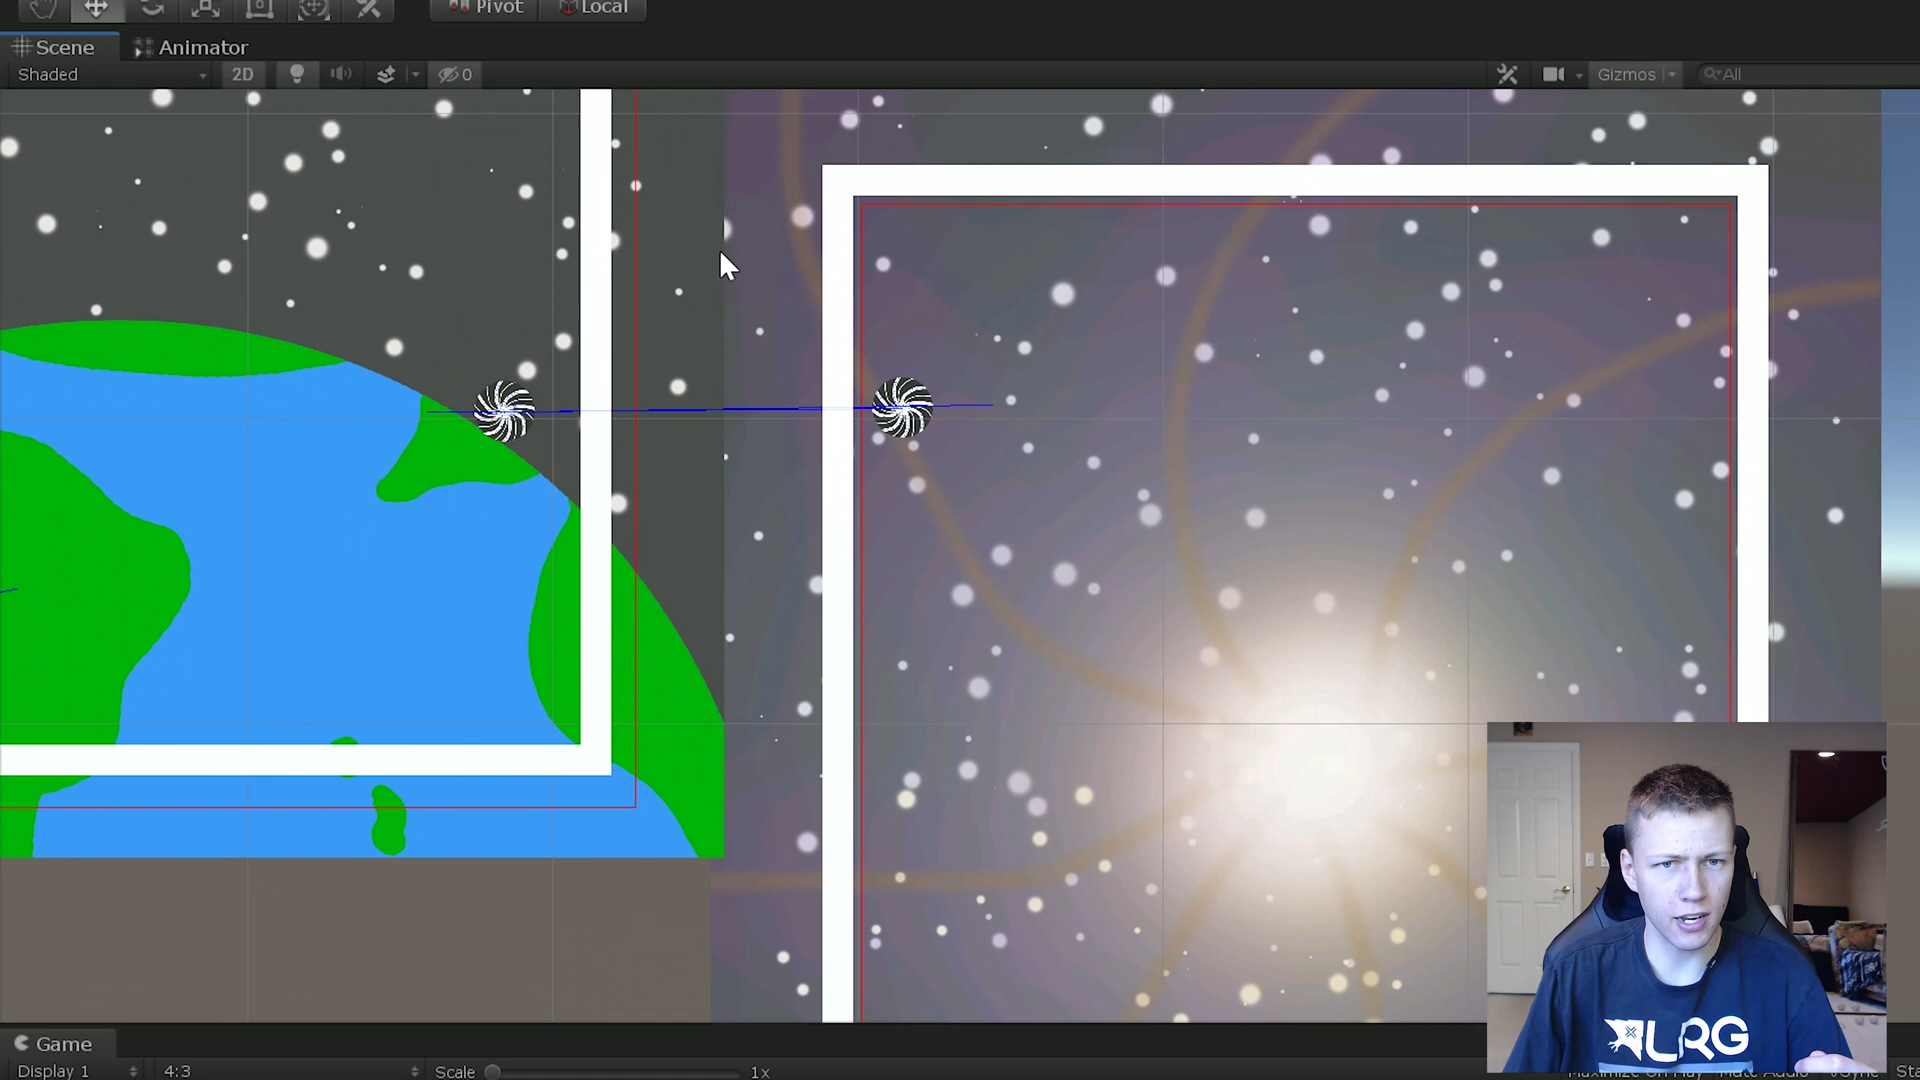 Pivot Local
Scene Animator
Shaded 2D 0 Gizmos All
Game
Display 1 4:3 Scale 1x
LRG